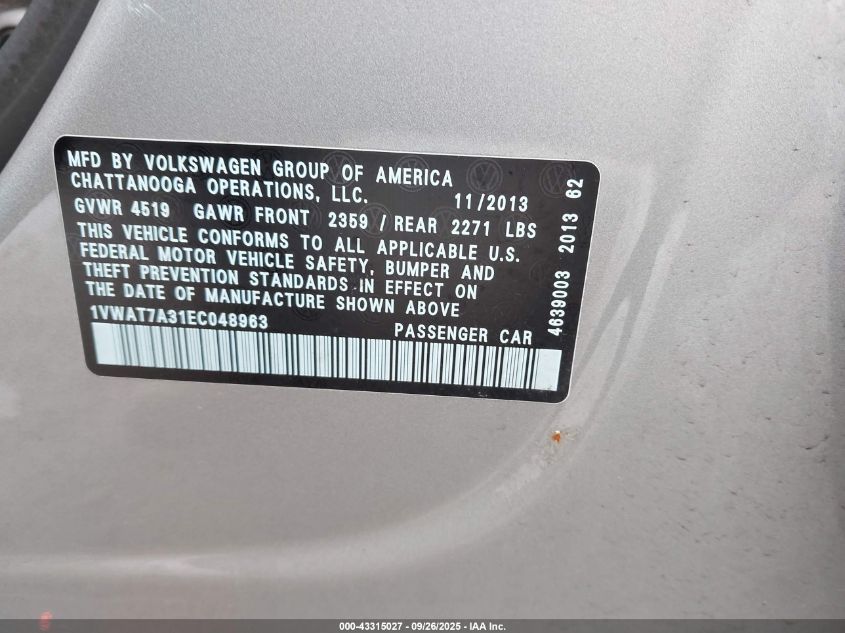 MFD BY VOLKSWAGEN GROUP OF AMERICA
CHATTANOOGA OPERATIONS, LLC. 11/2013
GVWR 4519 GAWR FRONT 2359 / REAR 2271 LBS
THIS VEHICLE CONFORMS TO ALL APPLICABLE U.S.
FEDERAL MOTOR VEHICLE SAFETY, BUMPER AND
THEFT PREVENTION STANDARDS IN EFFECT ON
THE DATE OF MANUFACTURE SHOWN ABOVE
1VWAT7A31EC048963 PASSENGER CAR
4639003 2013 62
000-43315027 - 09/26/2025 - IAA Inc.